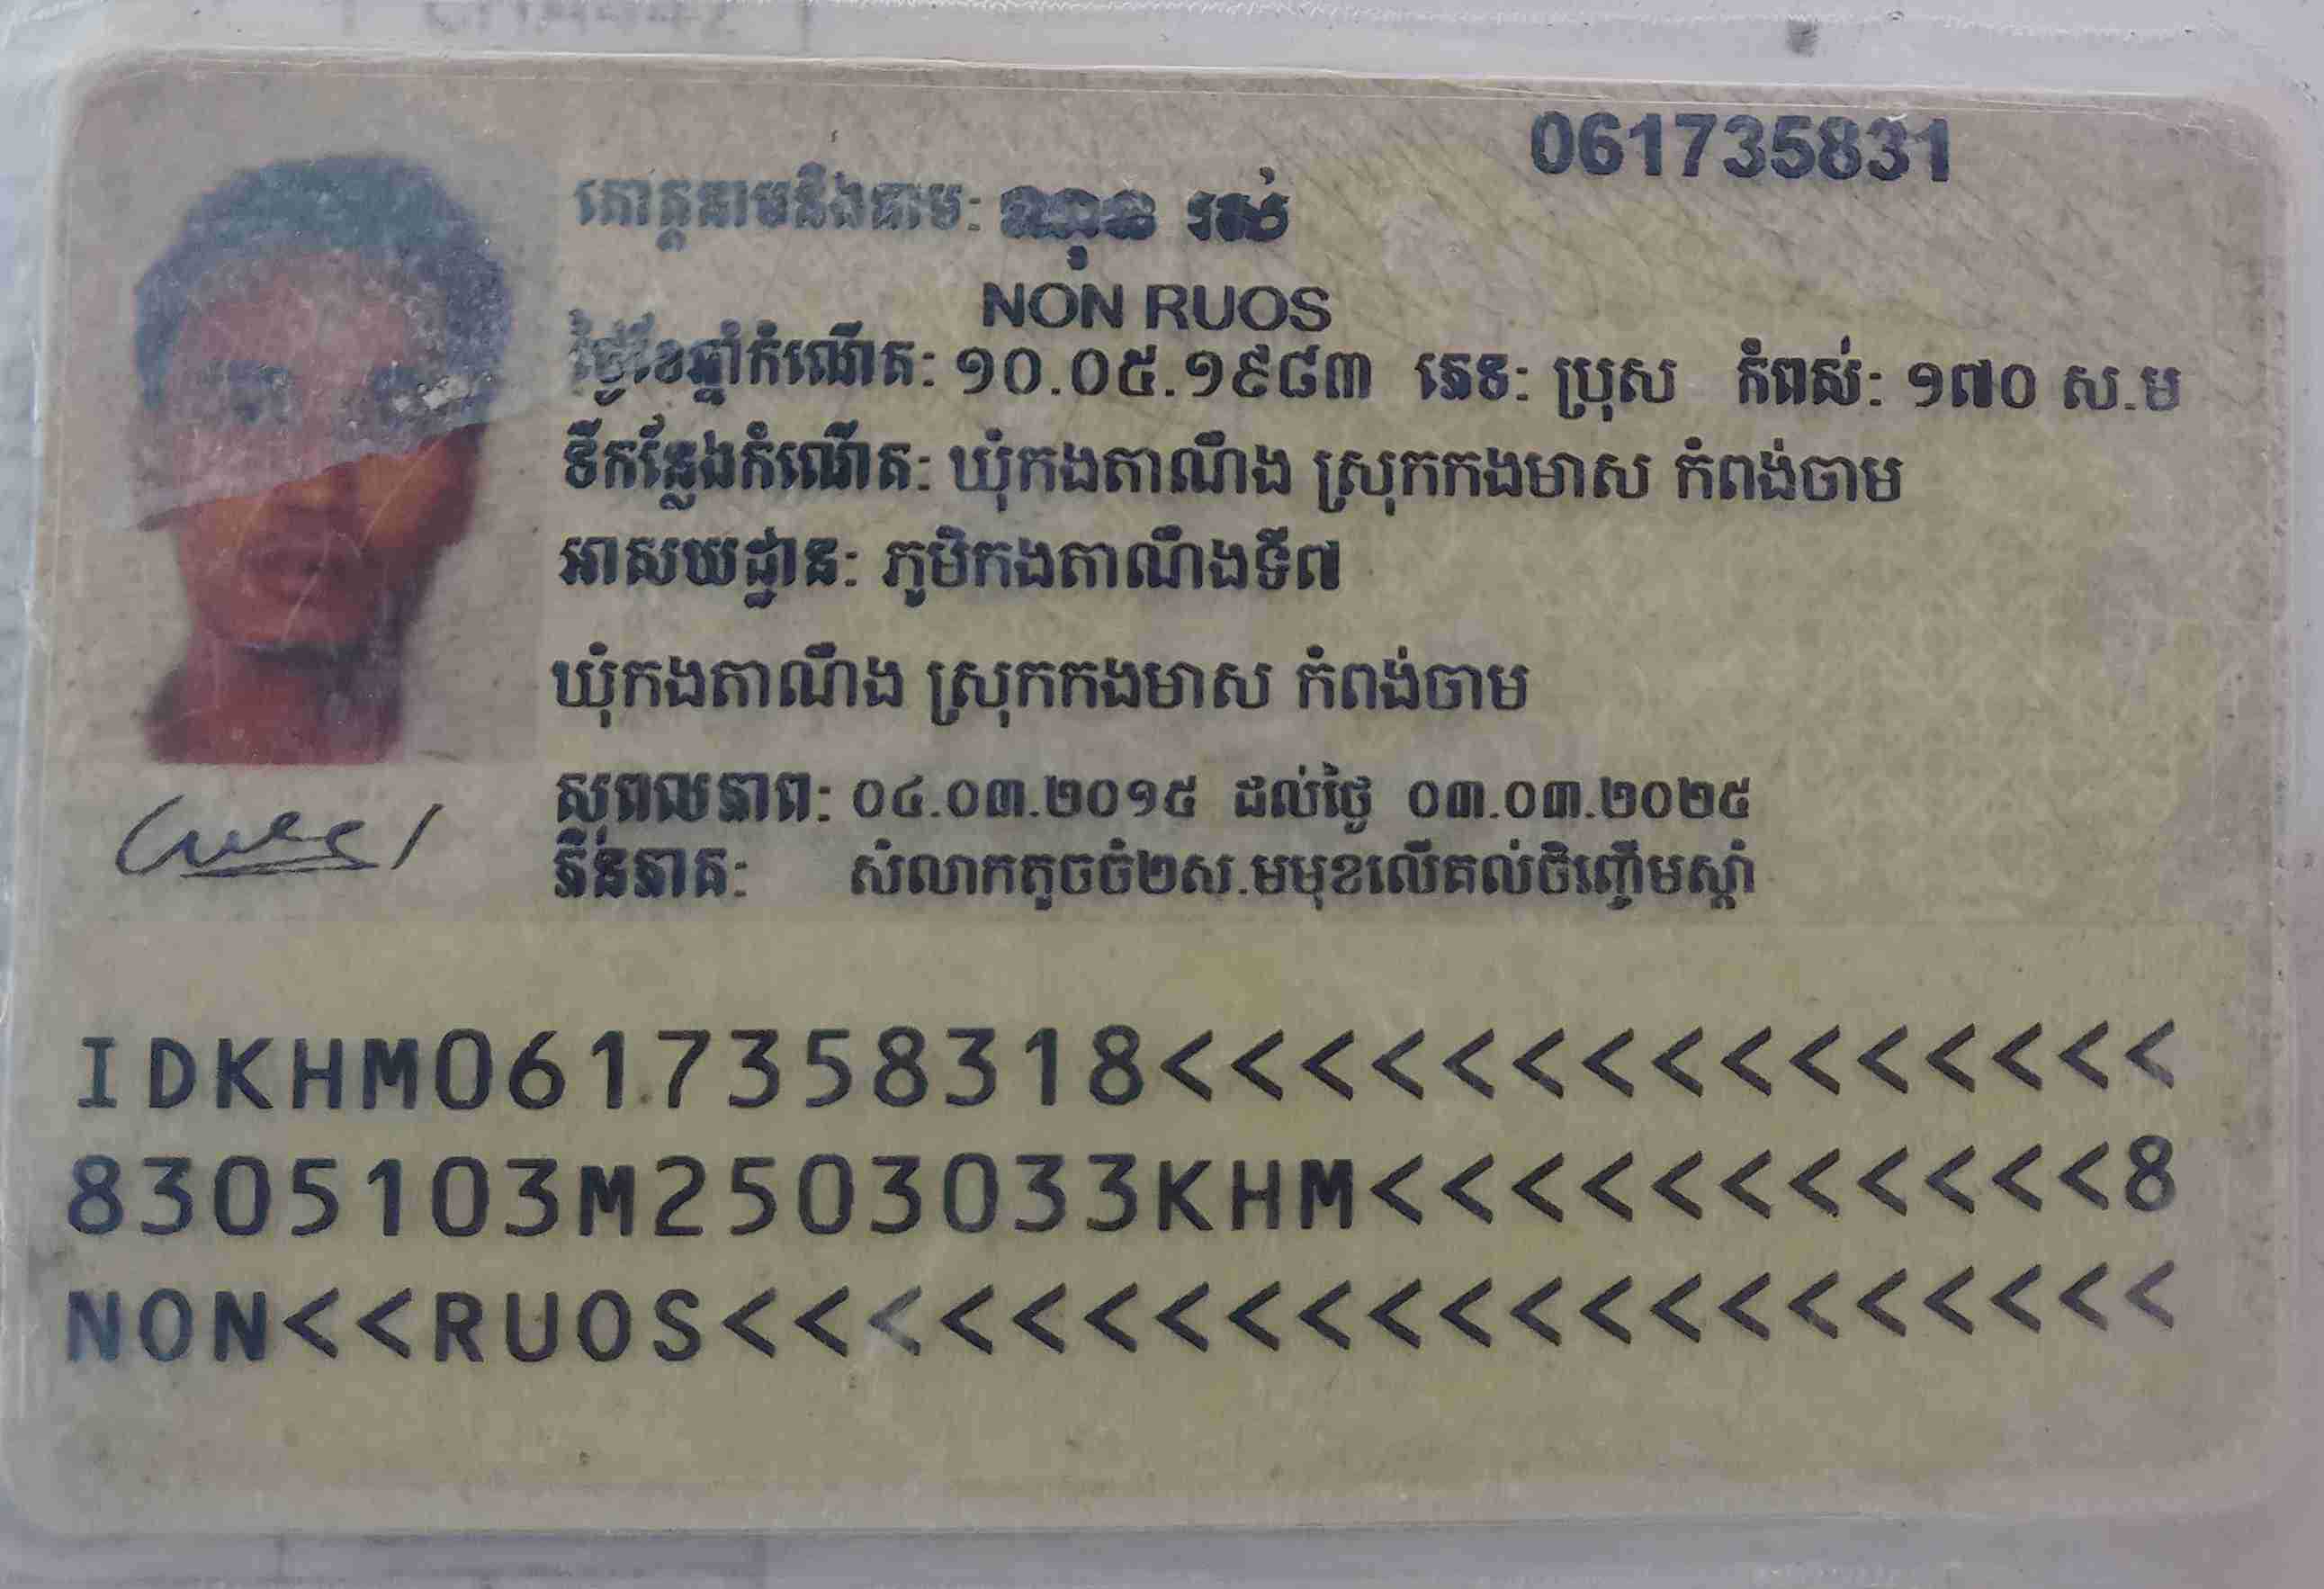 061735831
គោត្តនាមនិងនាម: ណុន រស់
NON RUOS
ថ្ងៃខែឆ្នាំកំណើត: ១០.០៥.១៩៨៣ ភេទ: ប្រុស កំពស់: ១៧០ ស.ម
ទីកន្លែងកំណើត: ឃុំកងតាណឹង ស្រុកកងមាស កំពង់ចាម
អាសយដ្ឋាន: ភូមិកងតាណឹងទី៧
ឃុំកងតាណឹង ស្រុកកងមាស កំពង់ចាម
សុពលភាព: ០៤.០៣.២០១៥ ដល់ថ្ងៃ ០៣.០៣.២០២៥
ភិនភាគ: សំលាកតូចចំ២ស.មមុខលើគល់ចិញ្ចើមស្តាំ
IDKHM0617358318<<<<<<<<<<<<<<<
8305103M2503033KHM<<<<<<<<<<<8
NON<<RUOS<<<<<<<<<<<<<<<<<<<<<